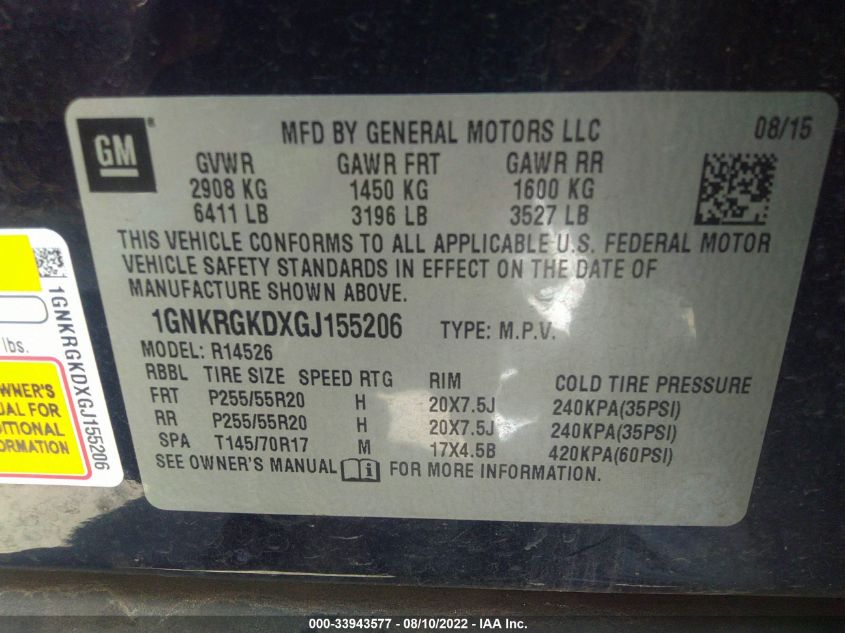 GM ®
MFD BY GENERAL MOTORS LLC 08/15
GVWR GAWR FRT GAWR RR
2908 KG 1450 KG 1600 KG
6411 LB 3196 LB 3527 LB
THIS VEHICLE CONFORMS TO ALL APPLICABLE U.S. FEDERAL MOTOR
VEHICLE SAFETY STANDARDS IN EFFECT ON THE DATE OF
MANUFACTURE SHOWN ABOVE.
1GNKRGKDXGJ155206 TYPE: M.P.V.
MODEL: R14526
RBBL TIRE SIZE SPEED RTG RIM COLD TIRE PRESSURE
FRT P255/55R20 H 20X7.5J 240KPA(35PSI)
RR P255/55R20 H 20X7.5J 240KPA(35PSI)
SPA T145/70R17 M 17X4.5B 420KPA(60PSI)
SEE OWNER'S MANUAL FOR MORE INFORMATION.
1GNKRGKDXGJ155206
lbs.
OWNER'S
FOR
000-33943577 - 08/10/2022 - IAA Inc.